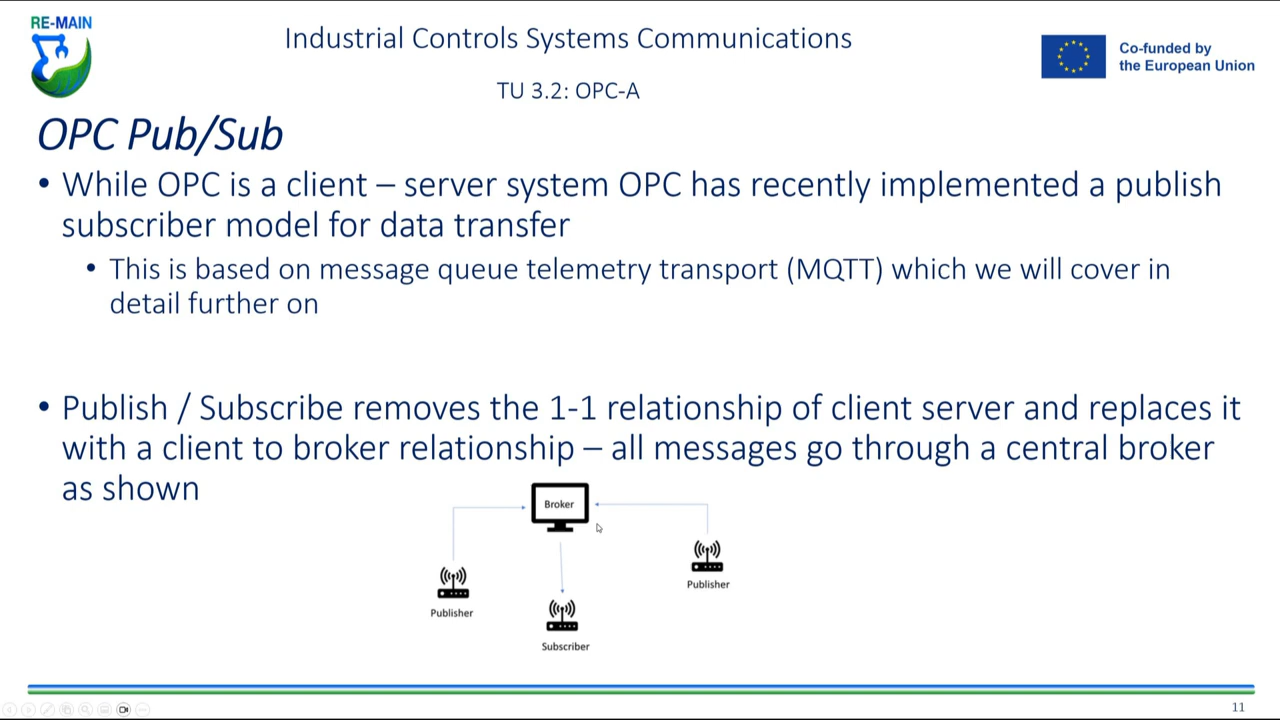 RE-MAIN
Industrial Controls Systems Communications
TU 3.2: OPC-A
Co-funded by
the European Union
OPC Pub/Sub
• While OPC is a client – server system OPC has recently implemented a publish
subscriber model for data transfer
• This is based on message queue telemetry transport (MQTT) which we will cover in
detail further on
• Publish / Subscribe removes the 1-1 relationship of client server and replaces it
with a client to broker relationship – all messages go through a central broker
as shown
Broker
Publisher
Publisher
Subscriber
11